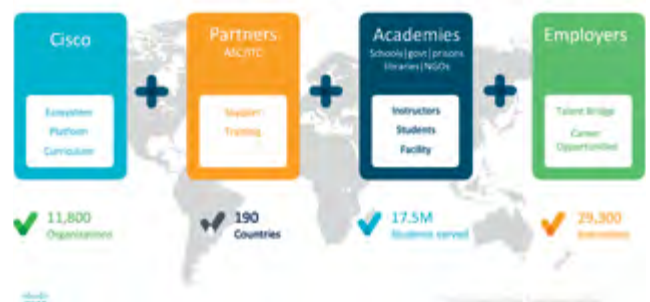 Cisco
Ecosystem
Platform
Curriculum
Partners
ASC/ITC
Support
Training
Academies
Schools|govt|prisons
libraries|NGOs
Instructors
Students
Facility
Employers
Talent Bridge
Career
Opportunities
11,800
Organizations
190
Countries
17.5M
Students served
29,300
Instructors